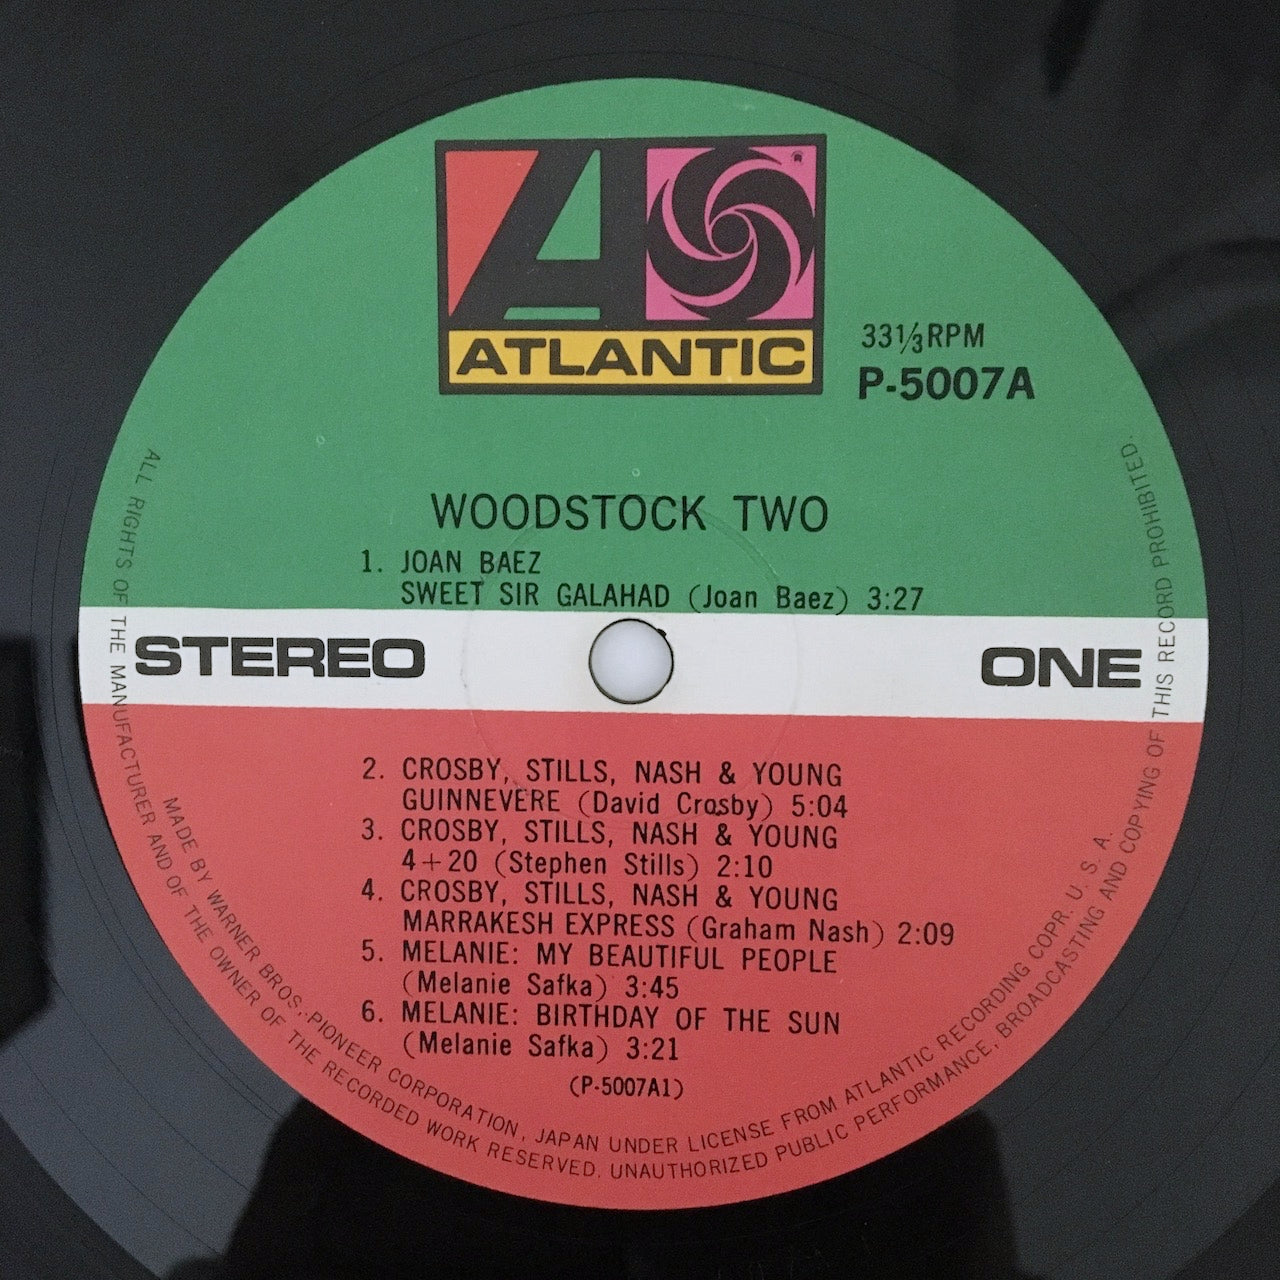 ATLANTIC
33⅓RPM
P-5007A
WOODSTOCK TWO
1. JOAN BAEZ
SWEET SIR GALAHAD (Joan Baez) 3:27
STEREO
ONE
2. CROSBY, STILLS, NASH & YOUNG
GUINNEVERE (David Crosby) 5:04
3. CROSBY, STILLS, NASH & YOUNG
4+20 (Stephen Stills) 2:10
4. CROSBY, STILLS, NASH & YOUNG
MARRAKESH EXPRESS (Graham Nash) 2:09
5. MELANIE: MY BEAUTIFUL PEOPLE
(Melanie Safka) 3:45
6. MELANIE: BIRTHDAY OF THE SUN
(Melanie Safka) 3:21
(P-5007A1)
MADE BY WARNER BROS.-PIONEER CORPORATION, JAPAN UNDER LICENSE FROM ATLANTIC RECORDING COPR. U. S. A.
ALL RIGHTS OF THE MANUFACTURER AND OF THE OWNER OF THE RECORDED WORK RESERVED. UNAUTHORIZED PUBLIC PERFORMANCE, BROADCASTING AND COPYING OF THIS RECORD PROHIBITED.